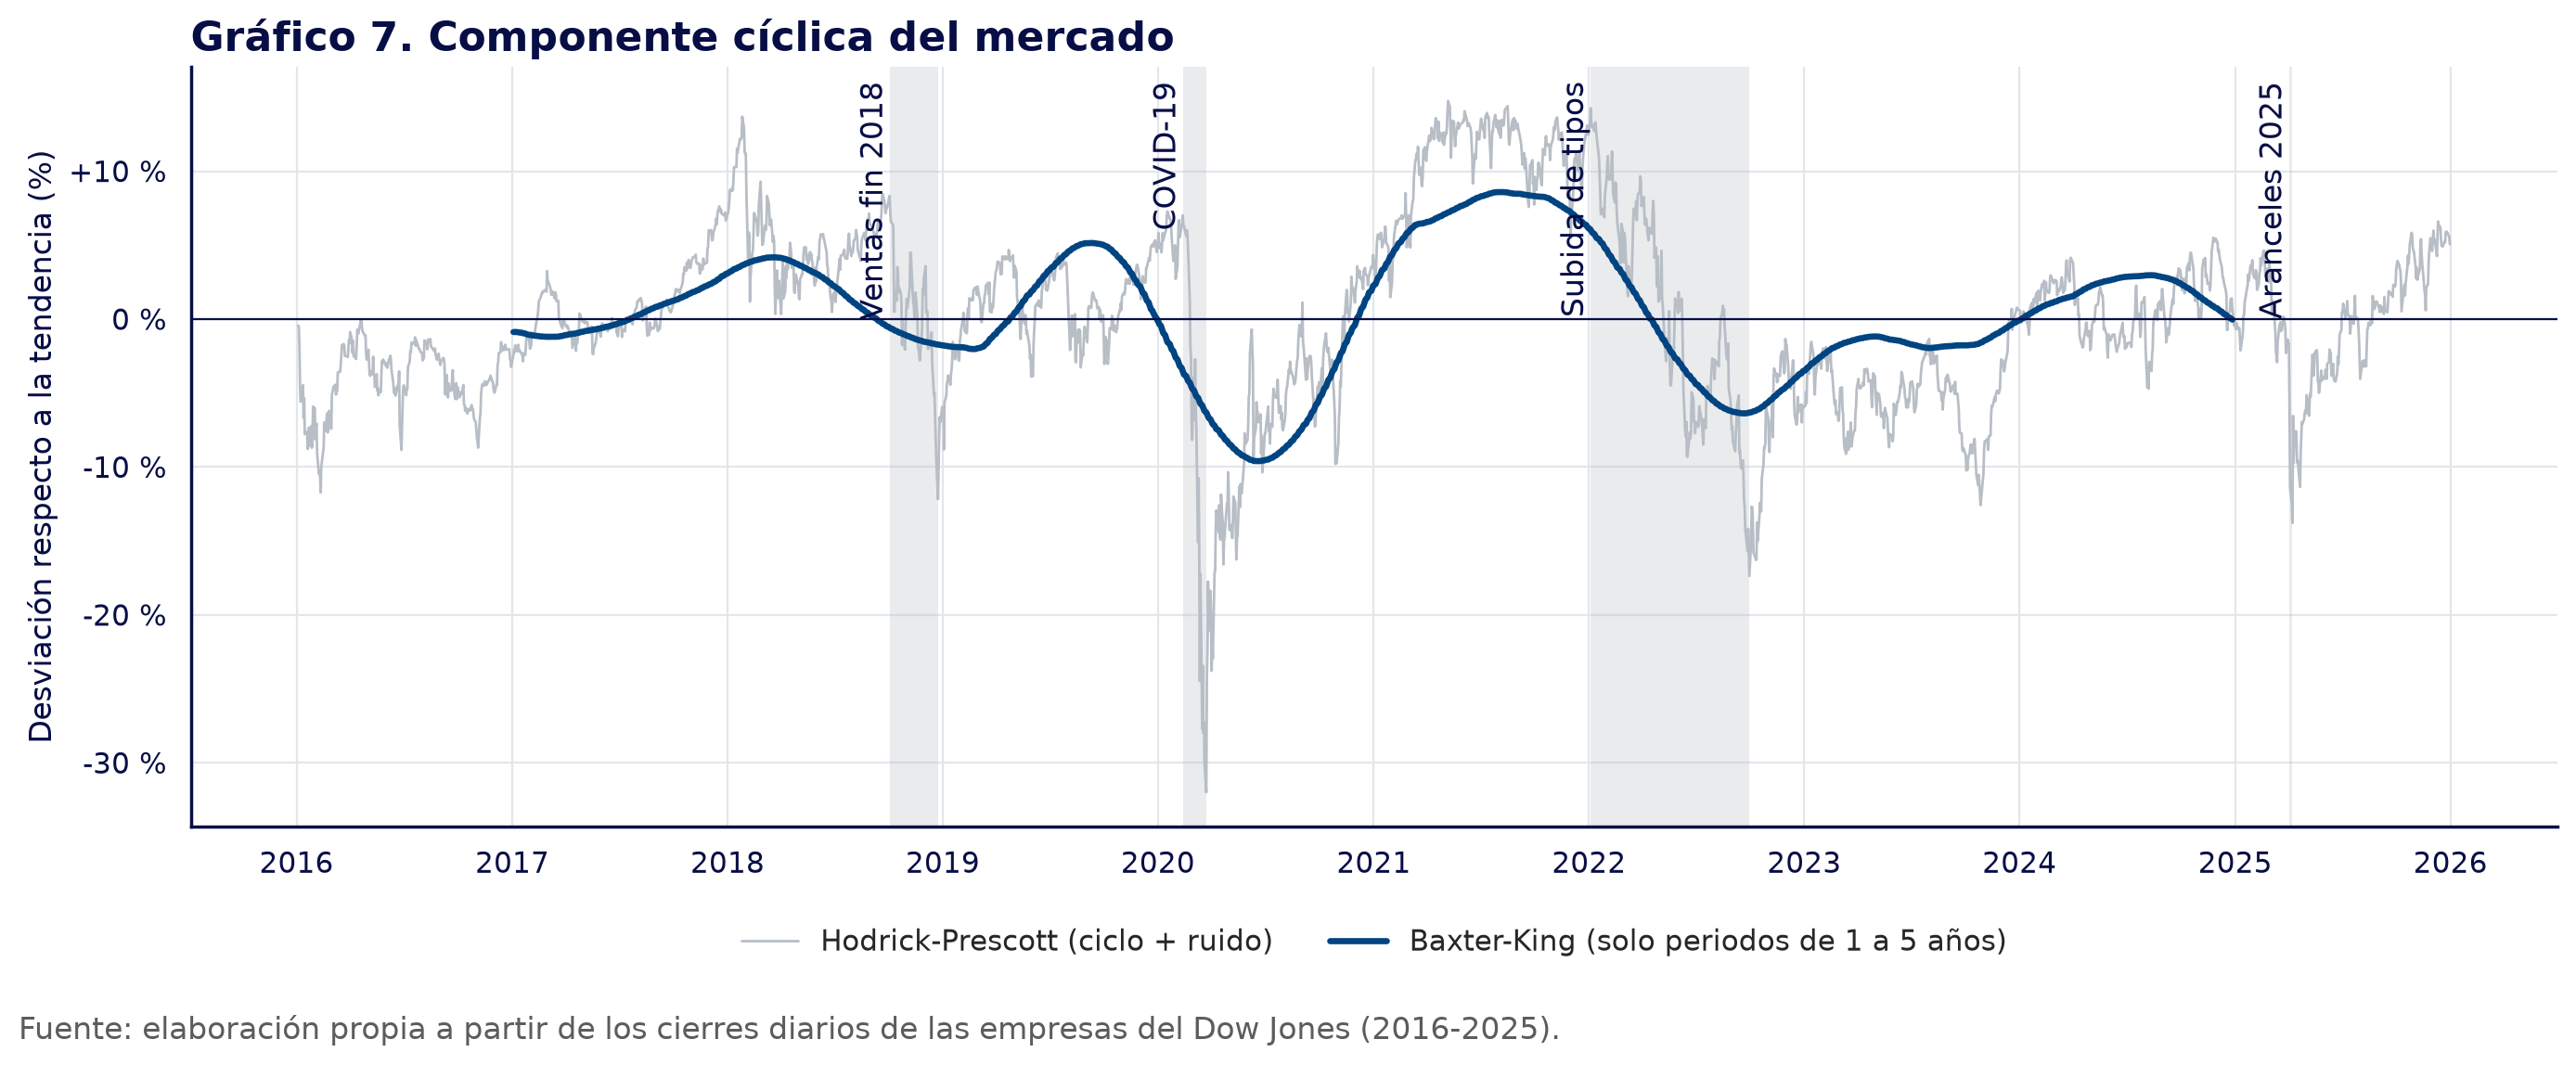 Gráfico 7. Componente cíclica del mercado
Desviación respecto a la tendencia (%)
+10 %
0 %
-10 %
-20 %
-30 %
Ventas fin 2018
COVID-19
Subida de tipos
Aranceles 2025
2016 2017 2018 2019 2020 2021 2022 2023 2024 2025 2026
Hodrick-Prescott (ciclo + ruido) Baxter-King (solo periodos de 1 a 5 años)
Fuente: elaboración propia a partir de los cierres diarios de las empresas del Dow Jones (2016-2025).